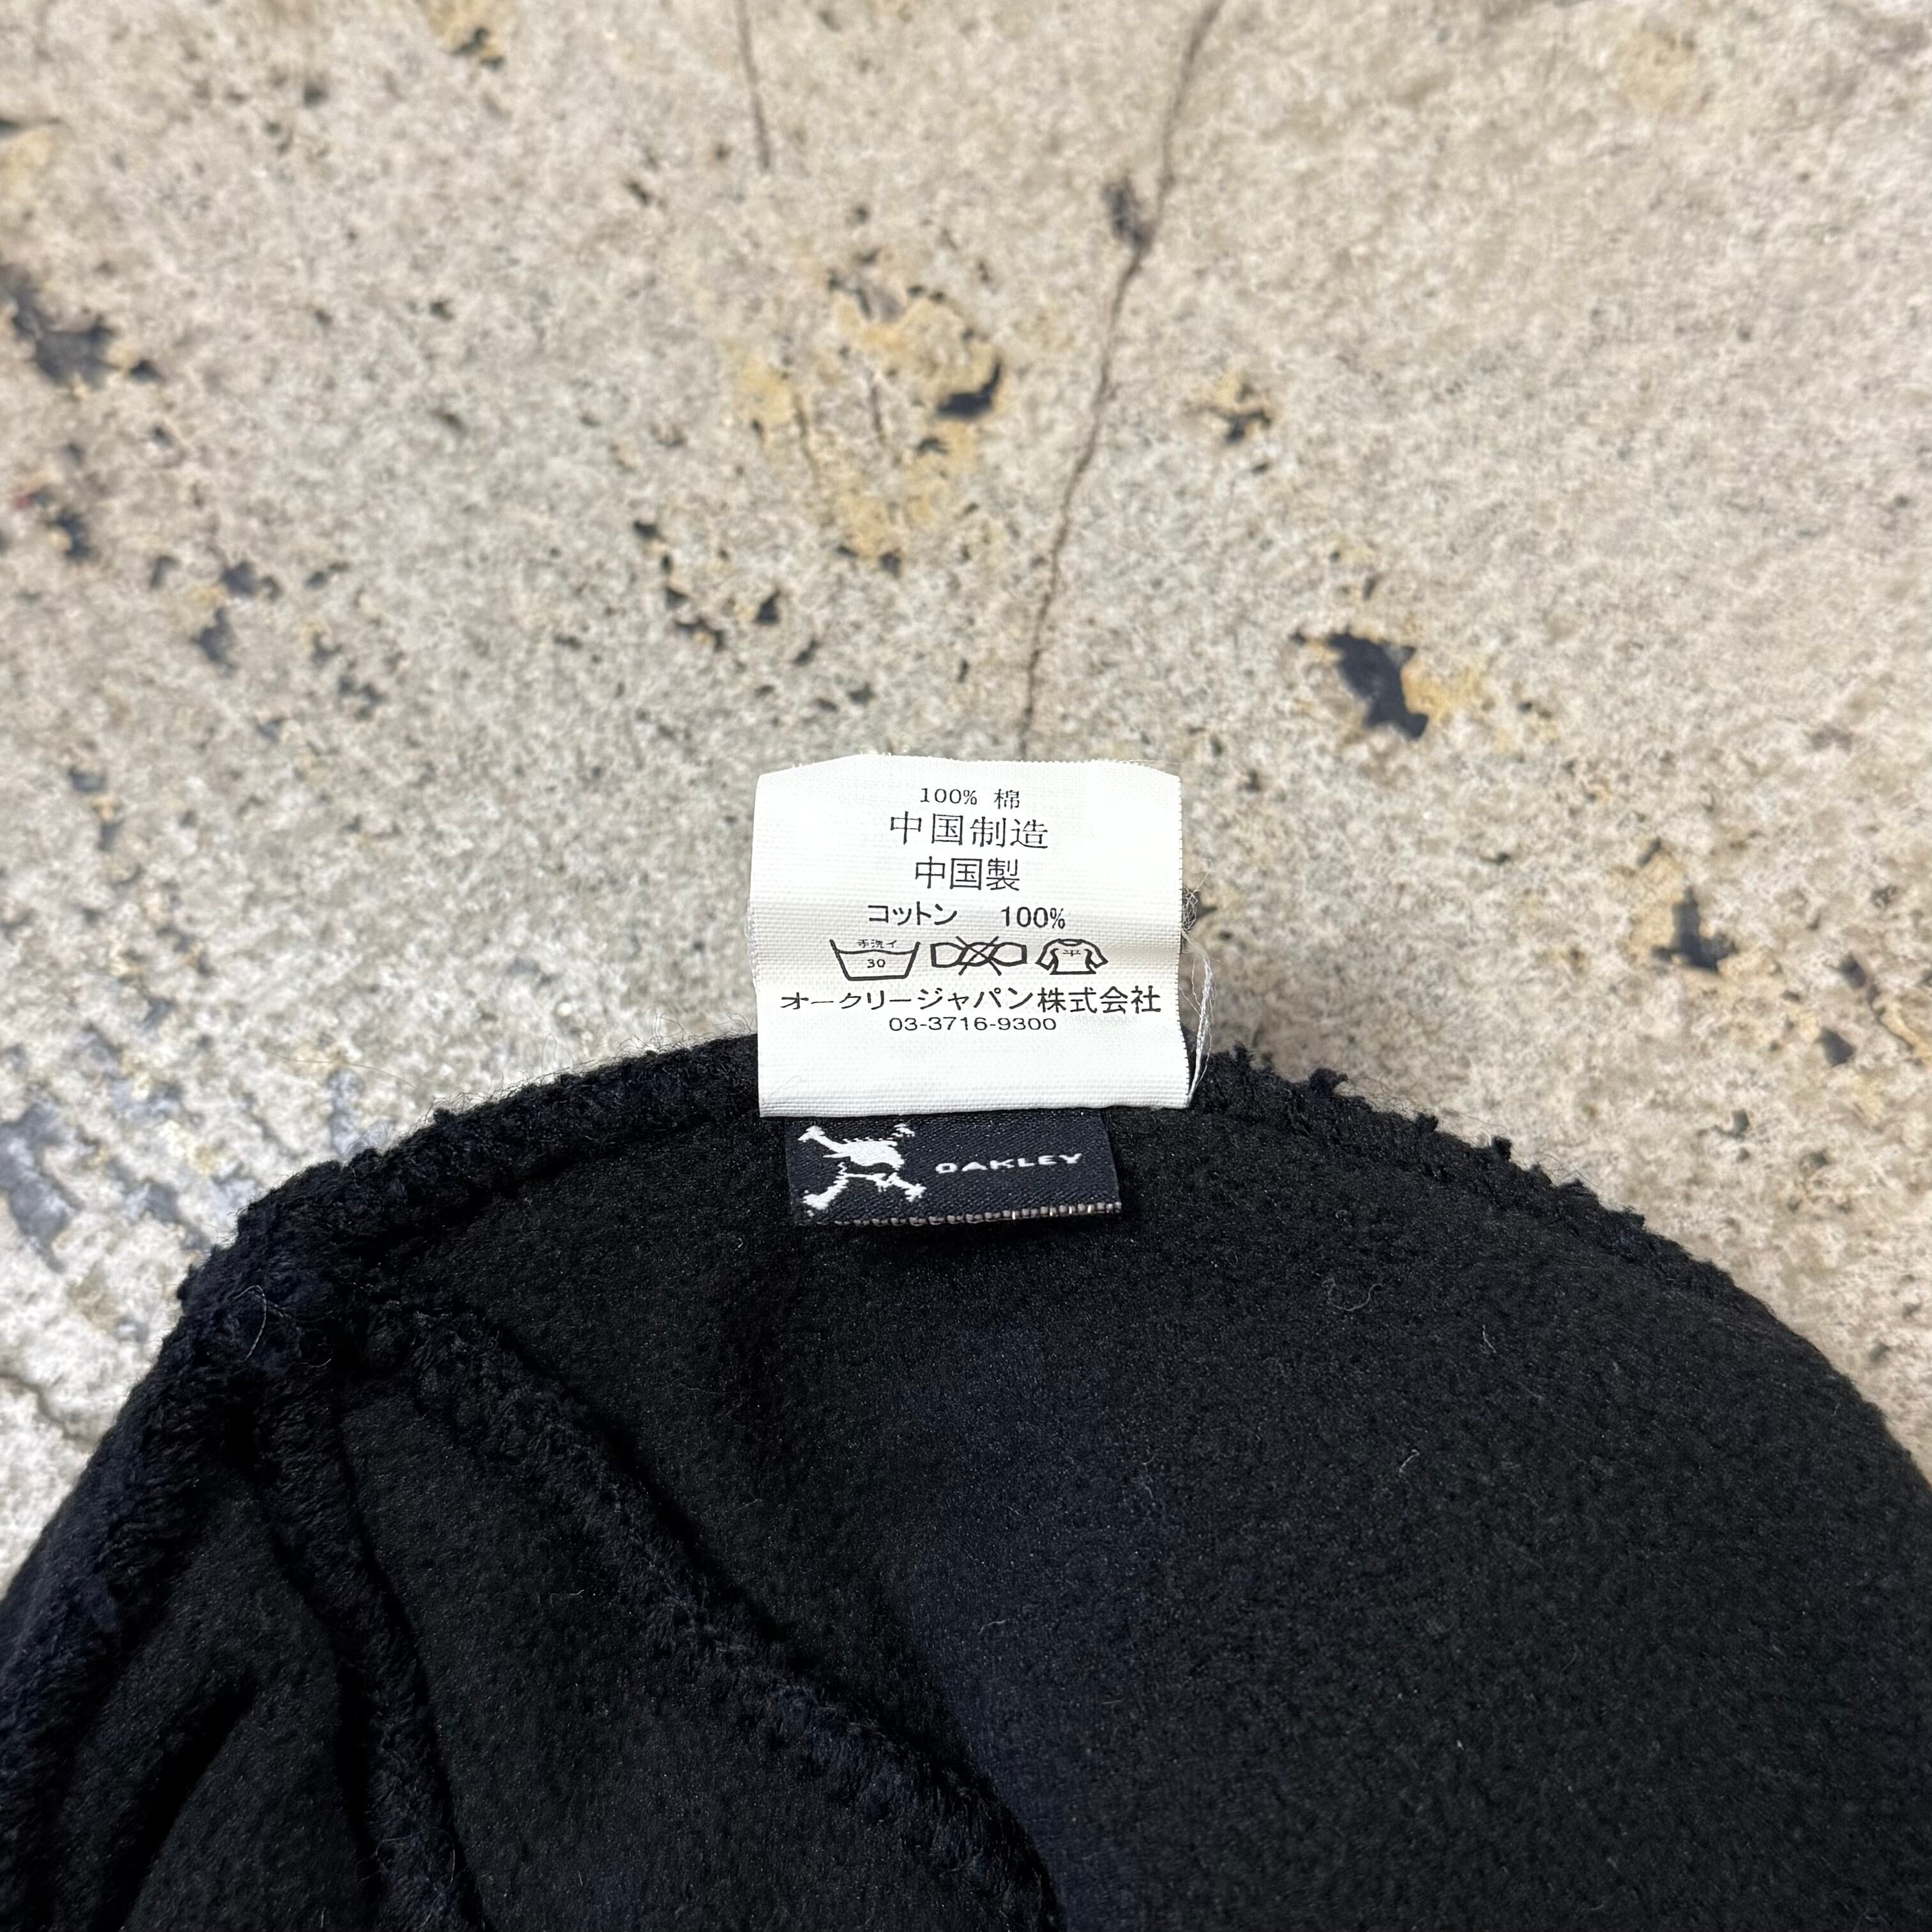 100% 棉
中国制造
中国製
コットン 100%
手洗イ
30
平
オークリージャパン株式会社
03-3716-9300
OAKLEY